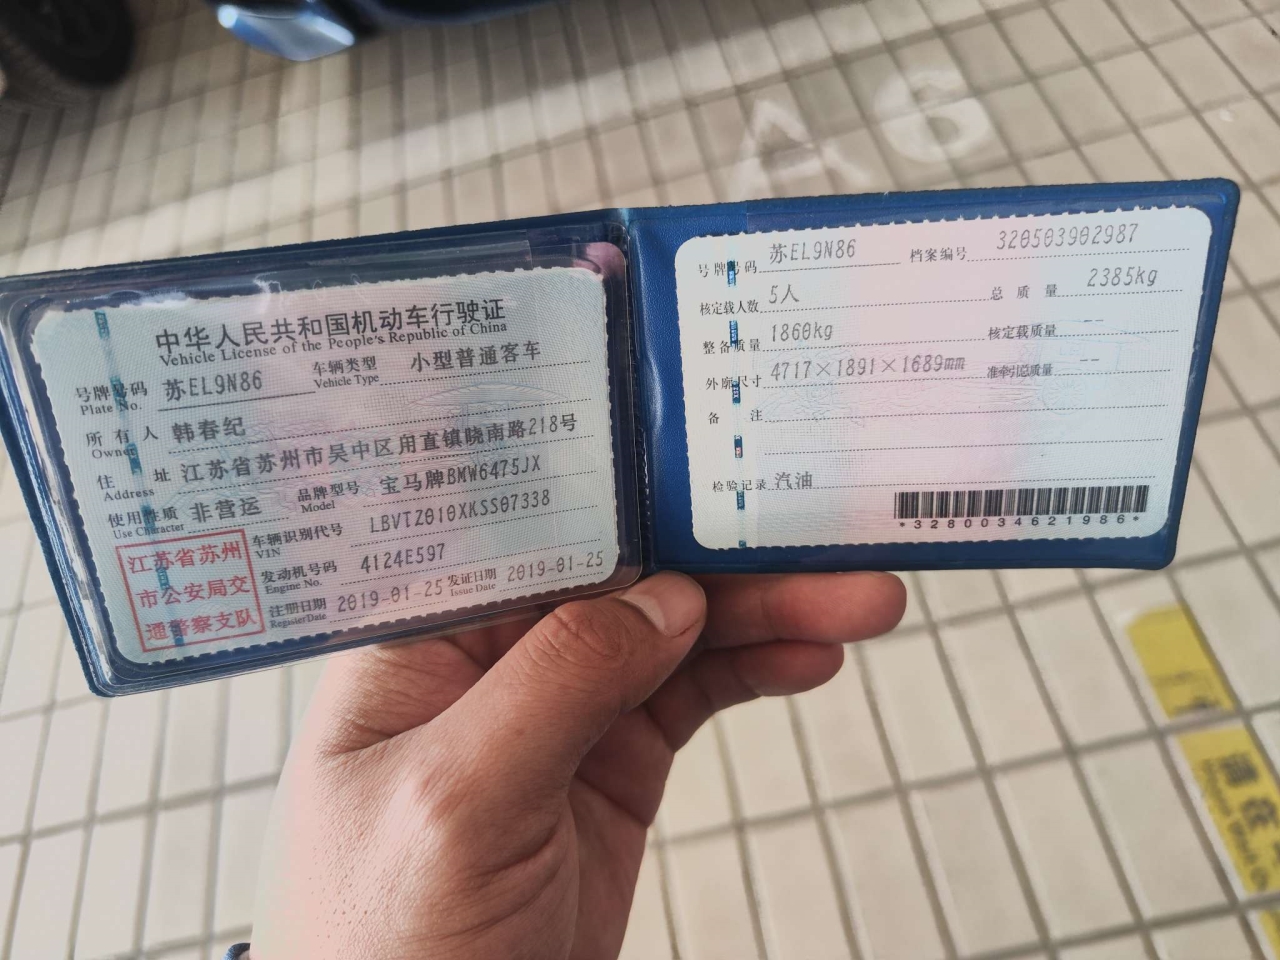 A6
中华人民共和国机动车行驶证
Vehicle License of the People's Republic of China
号牌号码 苏EL9N86 车辆类型 小型普通客车
Plate No. Vehicle Type
所有人 韩春纪
Owner
住址 江苏省苏州市吴中区甪直镇晓南路218号
Address
使用性质 非营运 品牌型号 宝马牌BMW6475JX
Use Character Model
车辆识别代号 LBVTZ010XKSS07338
VIN
发动机号码 4124E597
Engine No.
注册日期 2019-01-25 发证日期 2019-01-25
Register Date Issue Date
江苏省苏州
市公安局交
通警察支队
号牌号码 苏EL9N86 档案编号 320503902987
核定载人数 5人 总质量 2385kg
整备质量 1860kg 核定载质量 --
外廓尺寸 4717×1891×1689mm 准牵引总质量 --
备注
检验记录 汽油
*3280034621986*